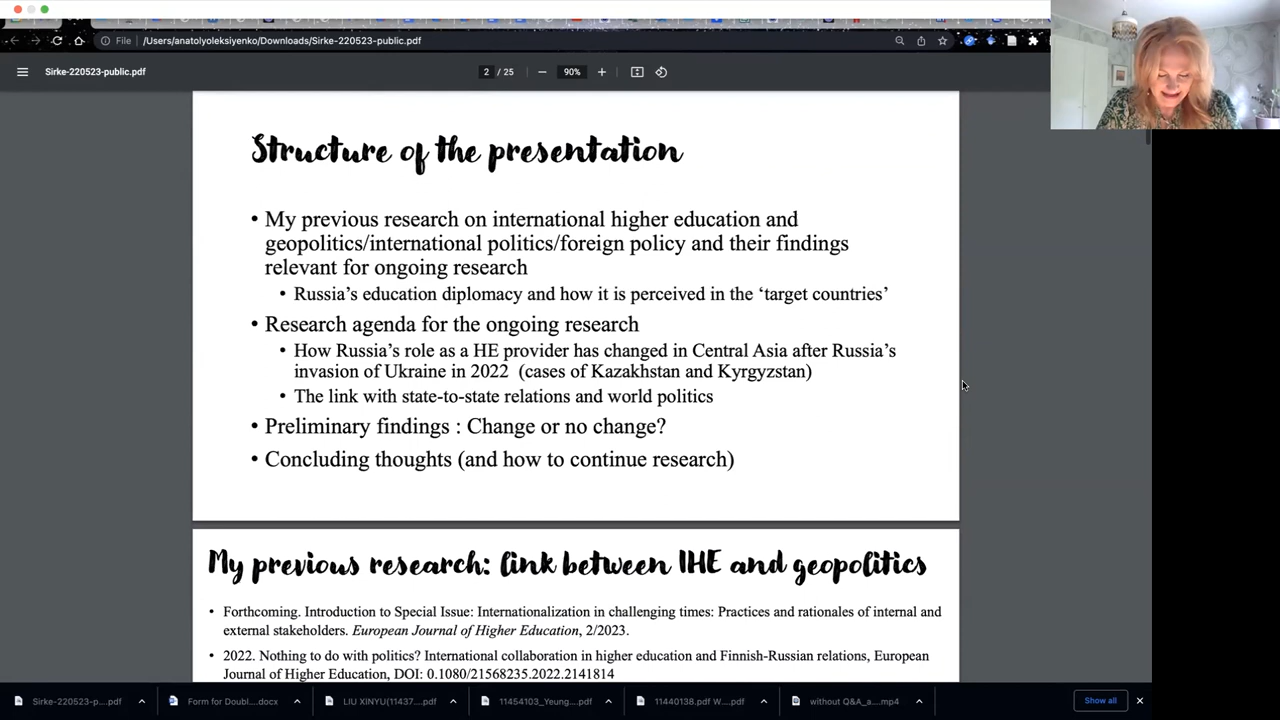 File
/Users/anatolyoleksiyenko/Downloads/Sirke-220523-public.pdf
Sirke-220523-public.pdf
2 / 25
90%
Structure of the presentation
• My previous research on international higher education and
geopolitics/international politics/foreign policy and their findings
relevant for ongoing research
• Russia’s education diplomacy and how it is perceived in the ‘target countries’
• Research agenda for the ongoing research
• How Russia’s role as a HE provider has changed in Central Asia after Russia’s
invasion of Ukraine in 2022 (cases of Kazakhstan and Kyrgyzstan)
• The link with state-to-state relations and world politics
• Preliminary findings : Change or no change?
• Concluding thoughts (and how to continue research)
My previous research: link between IHE and geopolitics
• Forthcoming. Introduction to Special Issue: Internationalization in challenging times: Practices and rationales of internal and
external stakeholders. European Journal of Higher Education, 2/2023.
• 2022. Nothing to do with politics? International collaboration in higher education and Finnish-Russian relations, European
Journal of Higher Education, DOI: 0.1080/21568235.2022.2141814
Sirke-220523-p....pdf
Form for Doubl....docx
LIU XINYU(11437....pdf
11454103_Yeung....pdf
11440138.pdf W....pdf
without Q&A_a....mp4
Show all